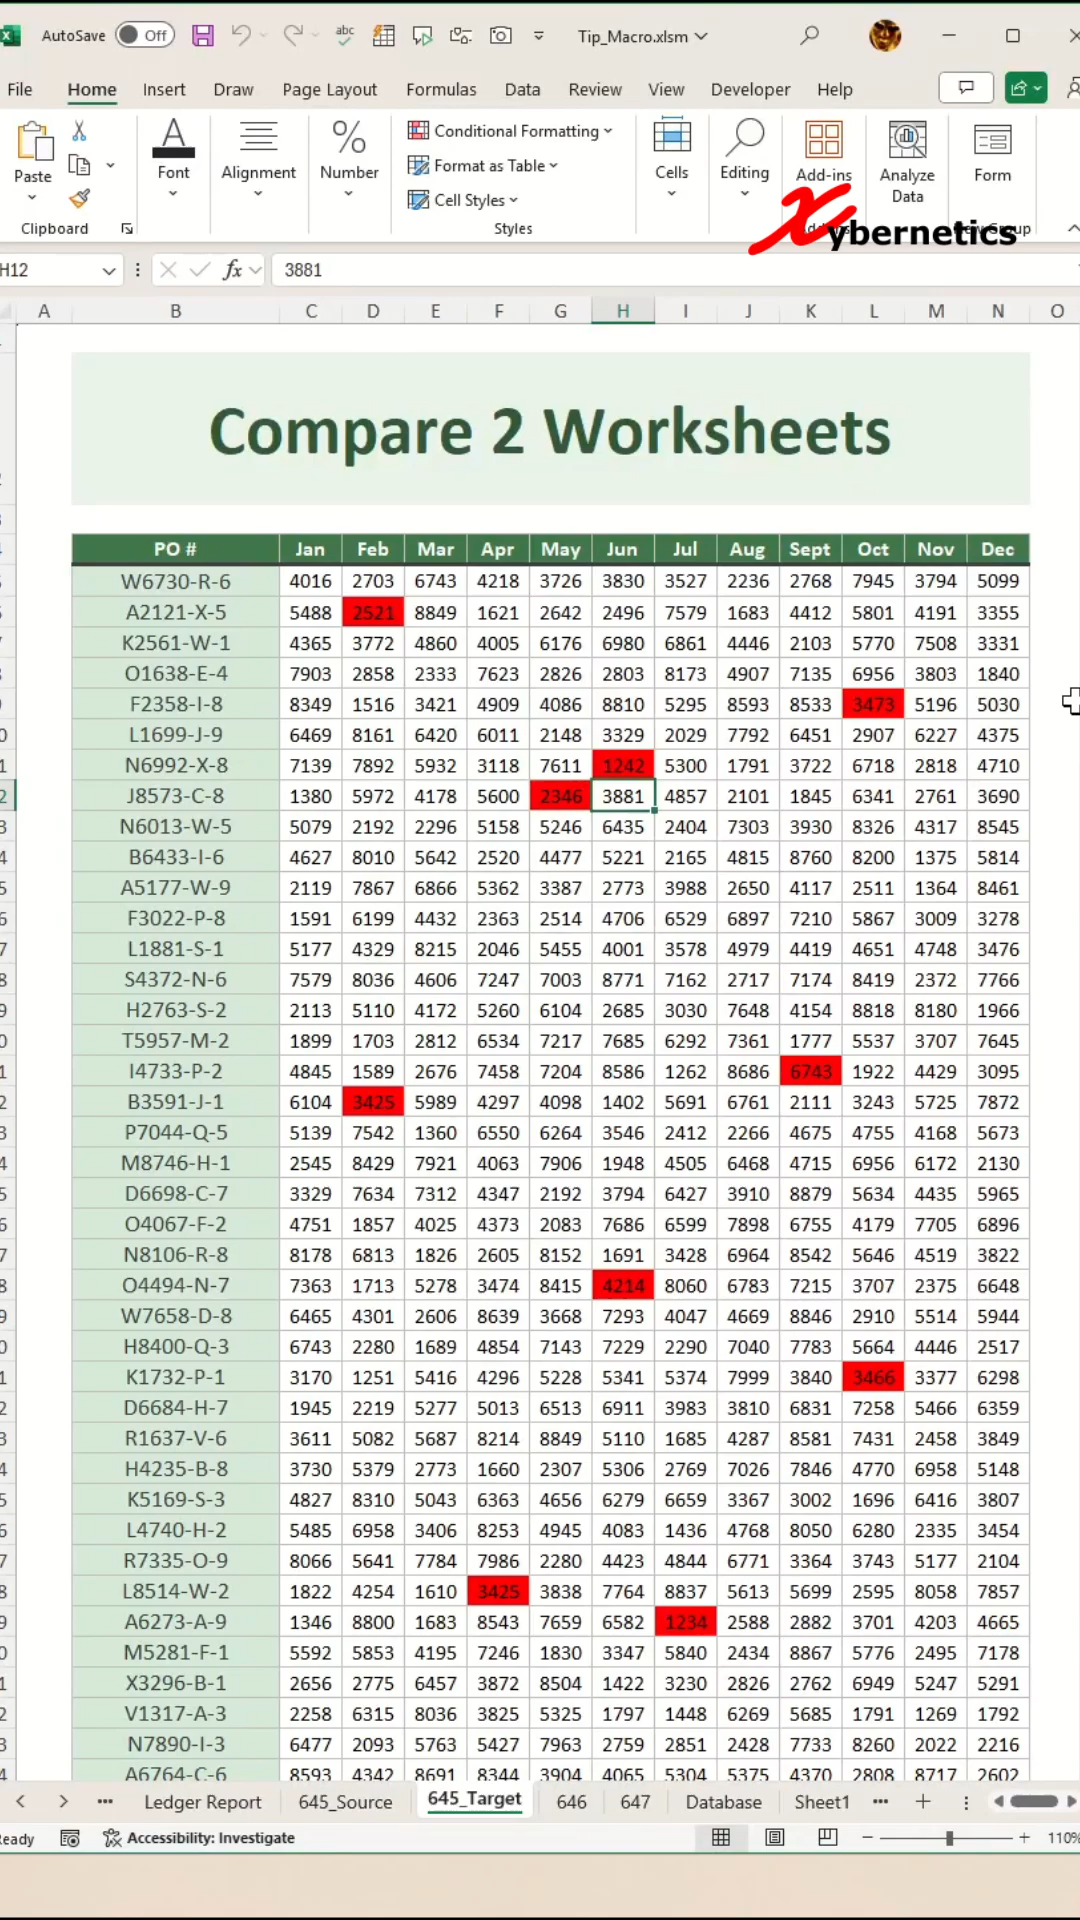 AutoSave Off abc Tip_Macro.xlsm
File Home Insert Draw Page Layout Formulas Data Review View Developer Help
Paste Font Alignment Number Conditional Formatting Format as Table Cell Styles Cells Editing Add-ins Analyze Data Form
Clipboard Styles
Xybernetics
H12 fx 3881
A B C D E F G H I J K L M N O
Compare 2 Worksheets
PO # Jan Feb Mar Apr May Jun Jul Aug Sept Oct Nov Dec
W6730-R-6 4016 2703 6743 4218 3726 3830 3527 2236 2768 7945 3794 5099
A2121-X-5 5488 2521 8849 1621 2642 2496 7579 1683 4412 5801 4191 3355
K2561-W-1 4365 3772 4860 4005 6176 6980 6861 4446 2103 5770 7508 3331
O1638-E-4 7903 2858 2333 7623 2826 2803 8173 4907 7135 6956 3803 1840
F2358-I-8 8349 1516 3421 4909 4086 8810 5295 8593 8533 3473 5196 5030
L1699-J-9 6469 8161 6420 6011 2148 3329 2029 7792 6451 2907 6227 4375
N6992-X-8 7139 7892 5932 3118 7611 1242 5300 1791 3722 6718 2818 4710
J8573-C-8 1380 5972 4178 5600 2346 3881 4857 2101 1845 6341 2761 3690
N6013-W-5 5079 2192 2296 5158 5246 6435 2404 7303 3930 8326 4317 8545
B6433-I-6 4627 8010 5642 2520 4477 5221 2165 4815 8760 8200 1375 5814
A5177-W-9 2119 7867 6866 5362 3387 2773 3988 2650 4117 2511 1364 8461
F3022-P-8 1591 6199 4432 2363 2514 4706 6529 6897 7210 5867 3009 3278
L1881-S-1 5177 4329 8215 2046 5455 4001 3578 4979 4419 4651 4748 3476
S4372-N-6 7579 8036 4606 7247 7003 8771 7162 2717 7174 8419 2372 7766
H2763-S-2 2113 5110 4172 5260 6104 2685 3030 7648 4154 8818 8180 1966
T5957-M-2 1899 1703 2812 6534 7217 7685 6292 7361 1777 5537 3707 7645
I4733-P-2 4845 1589 2676 7458 7204 8586 1262 8686 6743 1922 4429 3095
B3591-J-1 6104 3425 5989 4297 4098 1402 5691 6761 2111 3243 5725 7872
P7044-Q-5 5139 7542 1360 6550 6264 3546 2412 2266 4675 4755 4168 5673
M8746-H-1 2545 8429 7921 4063 7906 1948 4505 6468 4715 6956 6172 2130
D6698-C-7 3329 7634 7312 4347 2192 3794 6427 3910 8879 5634 4435 5965
O4067-F-2 4751 1857 4025 4373 2083 7686 6599 7898 6755 4179 7705 6896
N8106-R-8 8178 6813 1826 2605 8152 1691 3428 6964 8542 5646 4519 3822
O4494-N-7 7363 1713 5278 3474 8415 4214 8060 6783 7215 3707 2375 6648
W7658-D-8 6465 4301 2606 8639 3668 7293 4047 4669 8846 2910 5514 5944
H8400-Q-3 6743 2280 1689 4854 7143 7229 2290 7040 7783 5664 4446 2517
K1732-P-1 3170 1251 5416 4296 5228 5341 5374 7999 3840 3466 3377 6298
D6684-H-7 1945 2219 5277 5013 6513 6911 3983 3810 6831 7258 5466 6359
R1637-V-6 3611 5082 5687 8214 8849 5110 1685 4287 8581 7431 2458 3849
H4235-B-8 3730 5379 2773 1660 2307 5306 2769 7026 7846 4770 6958 5148
K5169-S-3 4827 8310 5043 6363 4656 6279 6659 3367 3002 1696 6416 3807
L4740-H-2 5485 6958 3406 8253 4945 4083 1436 4768 8050 6280 2335 3454
R7335-O-9 8066 5641 7784 7986 2280 4423 4844 6771 3364 3743 5177 2104
L8514-W-2 1822 4254 1610 3425 3838 7764 8837 5613 5699 2595 8058 7857
A6273-A-9 1346 8800 1683 8543 7659 6582 1234 2588 2882 3701 4203 4665
M5281-F-1 5592 5853 4195 7246 1830 3347 5840 2434 8867 5776 2495 7178
X3296-B-1 2656 2775 6457 3872 8504 1422 3230 2826 2762 6949 5247 5291
V1317-A-3 2258 6315 8036 3825 5325 1797 1448 6269 5685 1791 1269 1792
N7890-I-3 6477 2093 5763 5427 7963 2759 2851 2428 7733 8260 2022 2216
A6764-C-6 8593 4342 8691 8344 3904 4065 5304 5375 4370 2808 8717 2602
Ledger Report 645_Source 645_Target 646 647 Database Sheet1
Accessibility: Investigate 110%